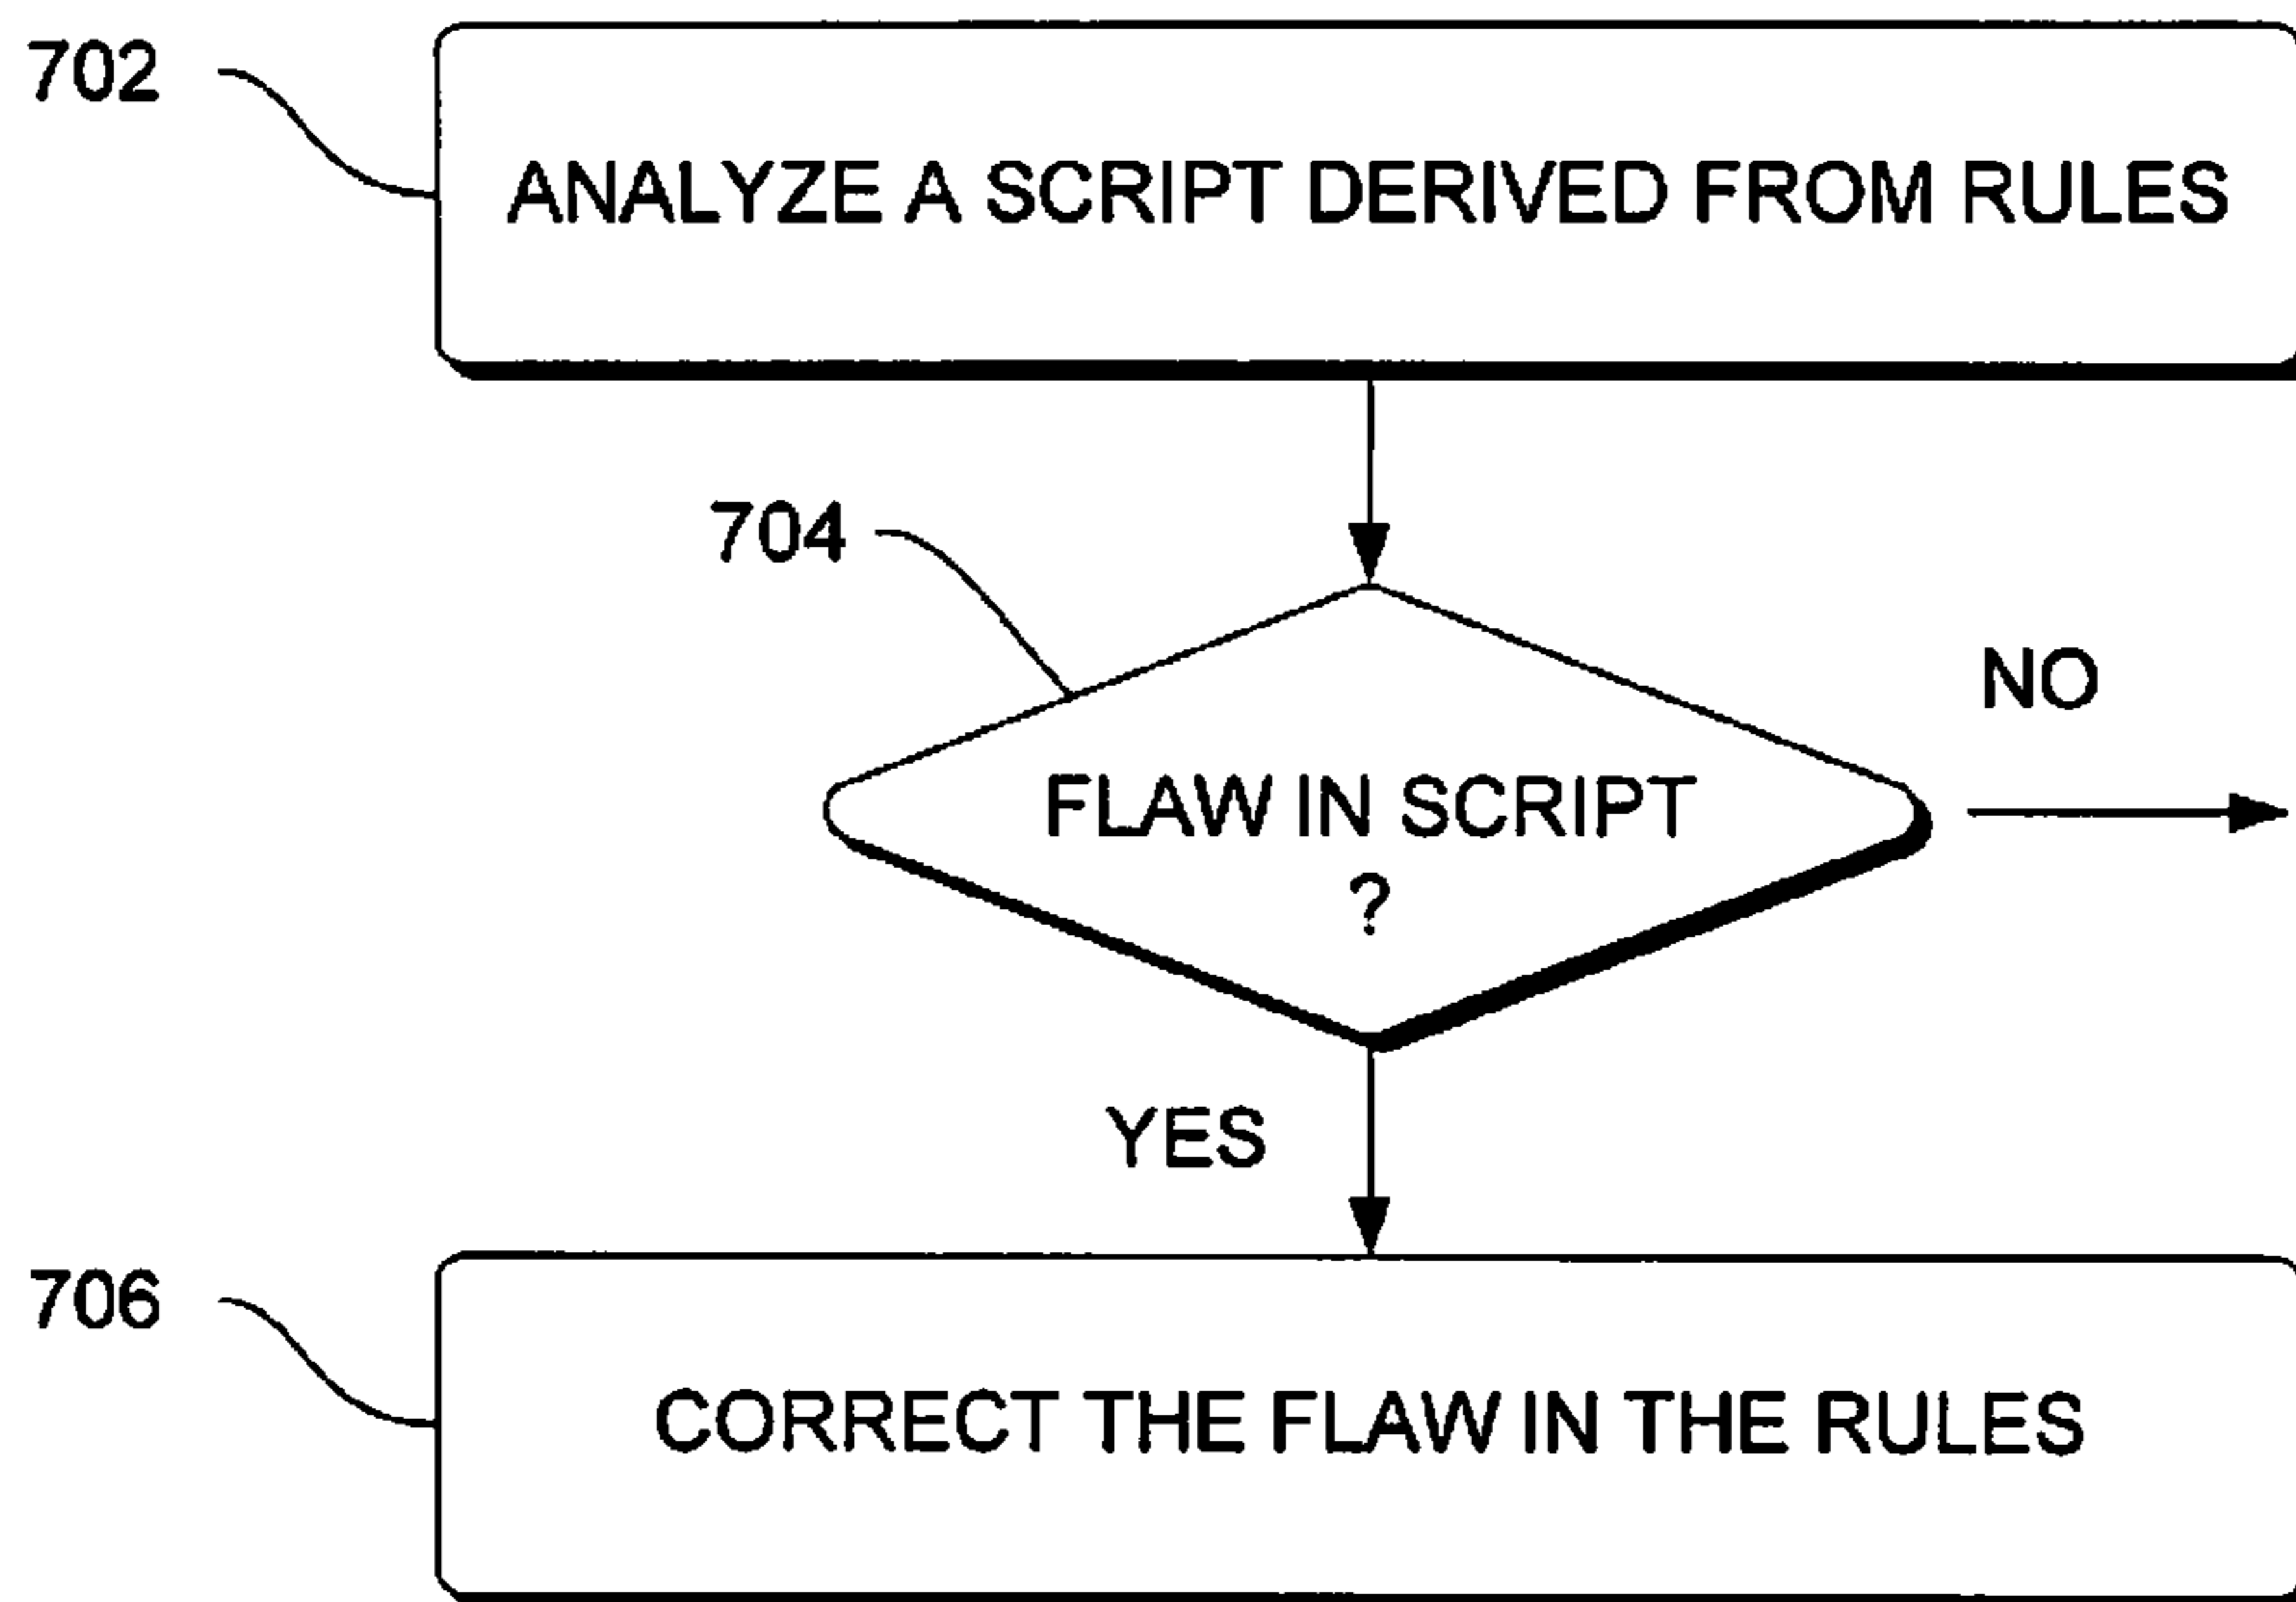 702
ANALYZE A SCRIPT DERIVED FROM RULES
704
NO
FLAW IN SCRIPT
?
YES
706
CORRECT THE FLAW IN THE RULES